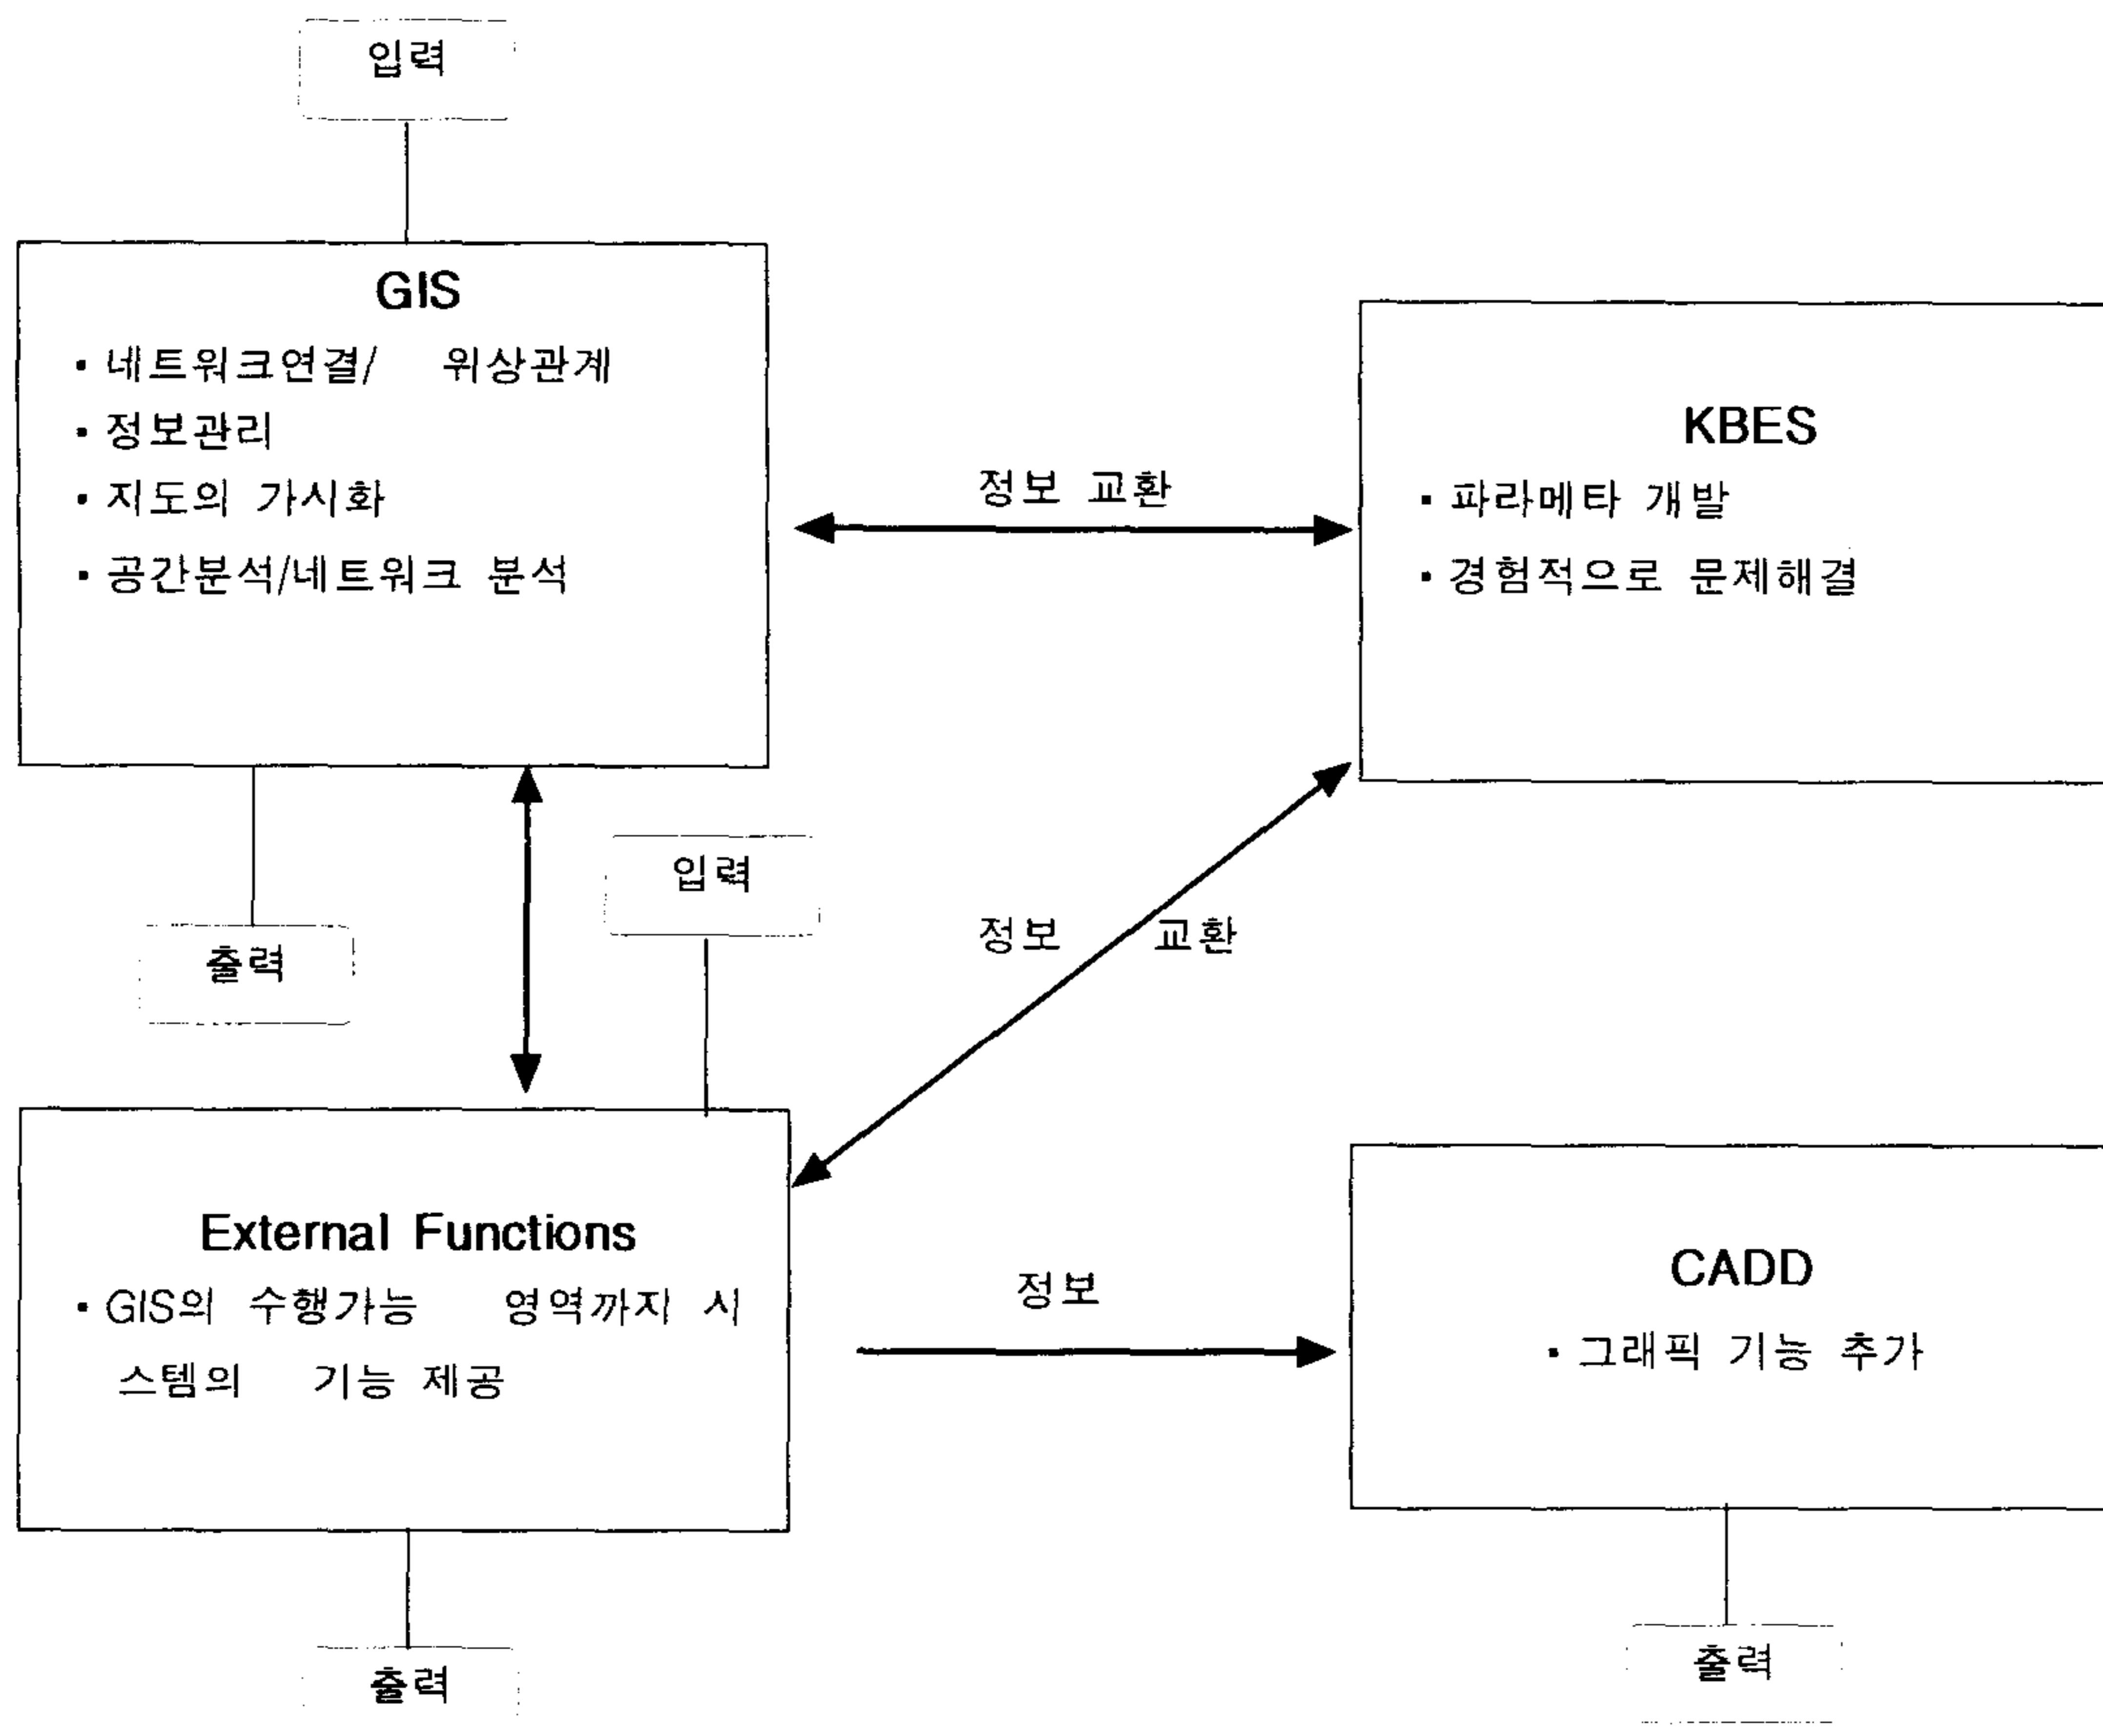 입력
GIS
· 네트워크연결/ 위상관계
· 정보관리
· 지도의 가시화
· 공간분석/네트워크 분석
정보 교환
KBES
· 파라메타 개발
· 경험적으로 문제해결
출력
입력
정보 교환
External Functions
· GIS의 수행가능 영역까지 시
스템의 기능 제공
정보
CADD
· 그래픽 기능 추가
출력
출력